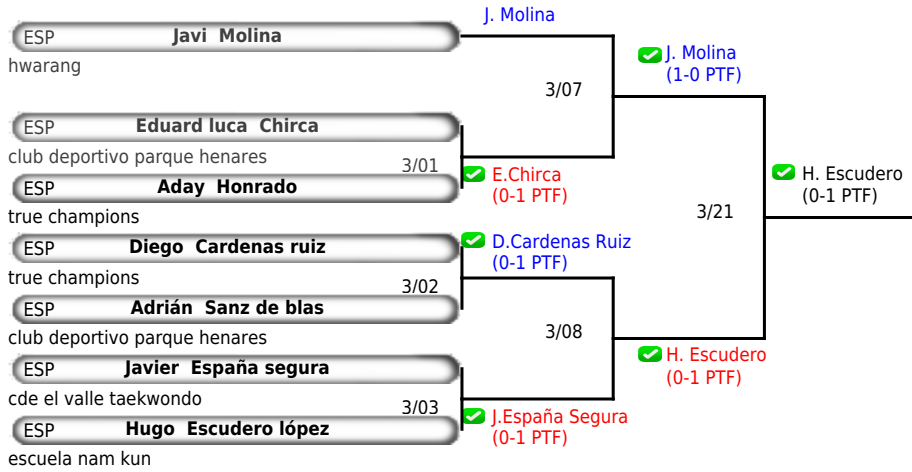 J. Molina
ESP Javi Molina
hwarang
J. Molina
(1-0 PTF)
3/07
ESP Eduard luca Chirca
club deportivo parque henares
3/01
ESP Aday Honrado
true champions
E.Chirca
(0-1 PTF)
H. Escudero
(0-1 PTF)
3/21
ESP Diego Cardenas ruiz
true champions
D.Cardenas Ruiz
(0-1 PTF)
3/02
ESP Adrián Sanz de blas
club deportivo parque henares
3/08
ESP Javier España segura
cde el valle taekwondo
H. Escudero
(0-1 PTF)
3/03
ESP Hugo Escudero lópez
escuela nam kun
J.España Segura
(0-1 PTF)